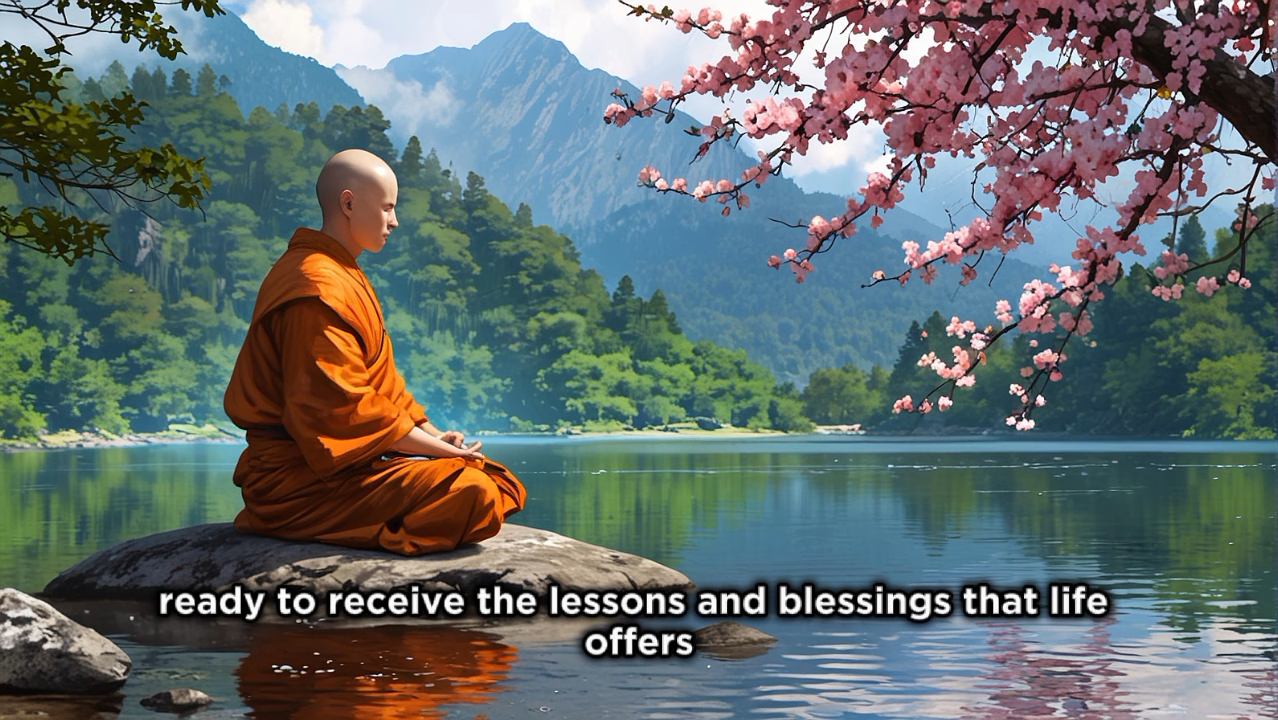 ready to receive the lessons and blessings that life
offers